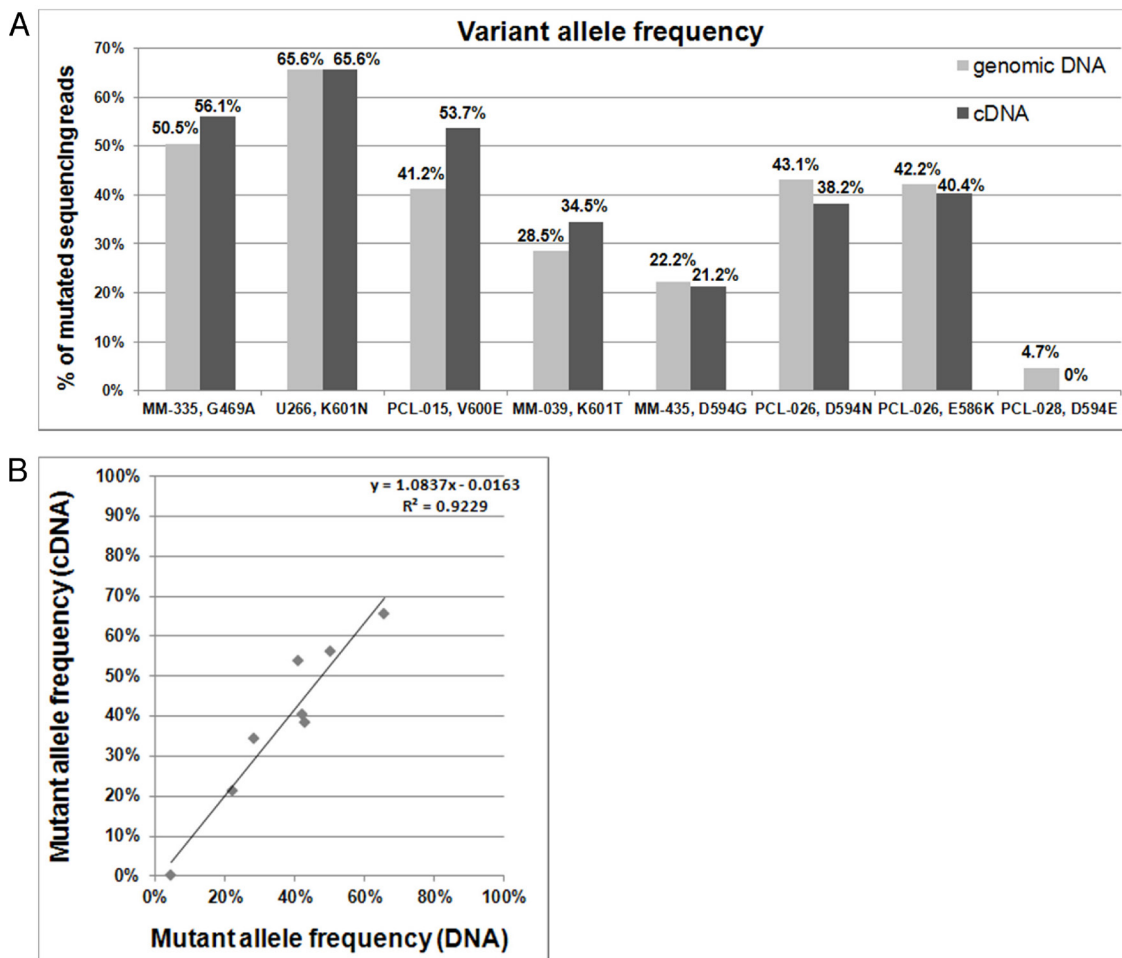 A
Variant allele frequency
genomic DNA
cDNA
% of mutated sequencing reads
70%
60%
50%
40%
30%
20%
10%
0%
50.5%
56.1%
65.6%
65.6%
41.2%
53.7%
28.5%
34.5%
22.2%
21.2%
43.1%
38.2%
42.2%
40.4%
4.7%
0%
MM-335, G469A
U266, K601N
PCL-015, V600E
MM-039, K601T
MM-435, D594G
PCL-026, D594N
PCL-026, E586K
PCL-028, D594E
B
y = 1.0837x - 0.0163
R² = 0.9229
Mutant allele frequency (cDNA)
100%
90%
80%
70%
60%
50%
40%
30%
20%
10%
0%
0% 20% 40% 60% 80% 100%
Mutant allele frequency (DNA)